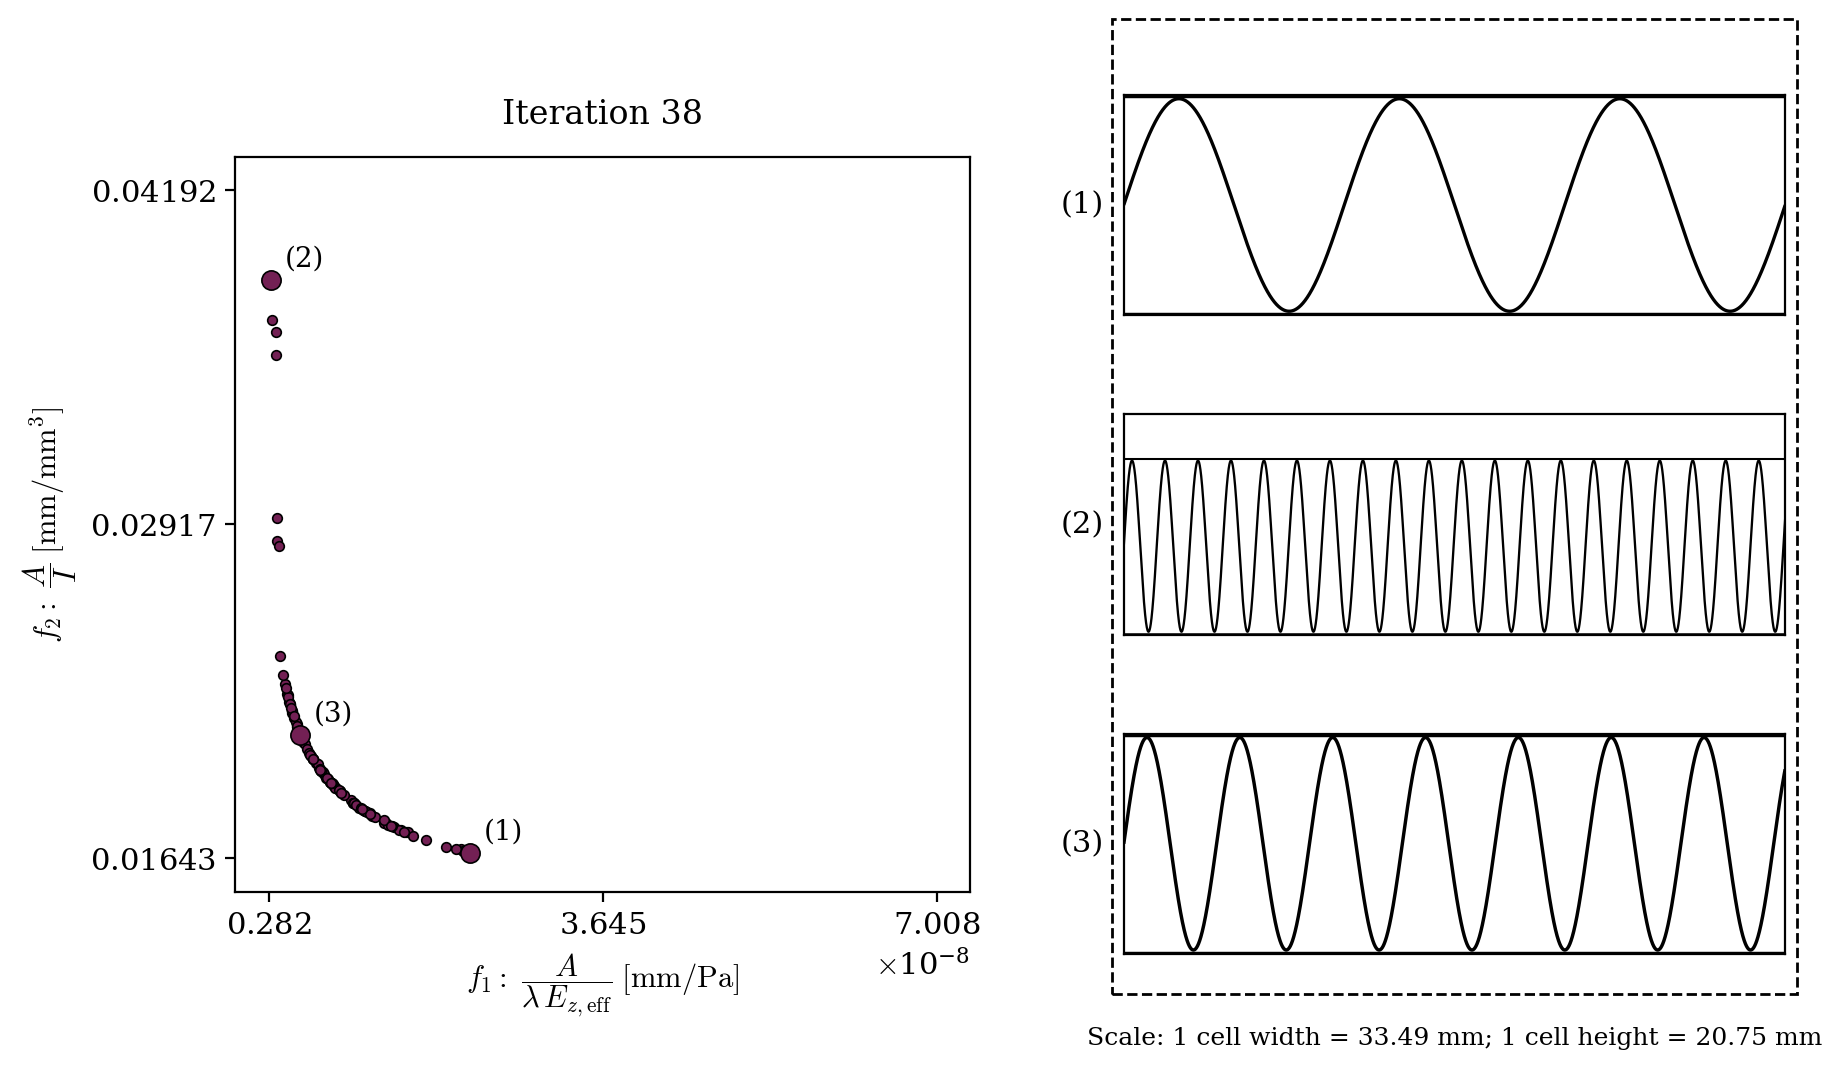 Iteration 38
0.04192
0.02917
0.01643
f₂ : A/I [mm/mm³]
(2)
(3)
(1)
0.282 3.645 7.008
×10⁻⁸
f₁ : A/(λ E_z,eff) [mm/Pa]
(1)
(2)
(3)
Scale: 1 cell width = 33.49 mm; 1 cell height = 20.75 mm